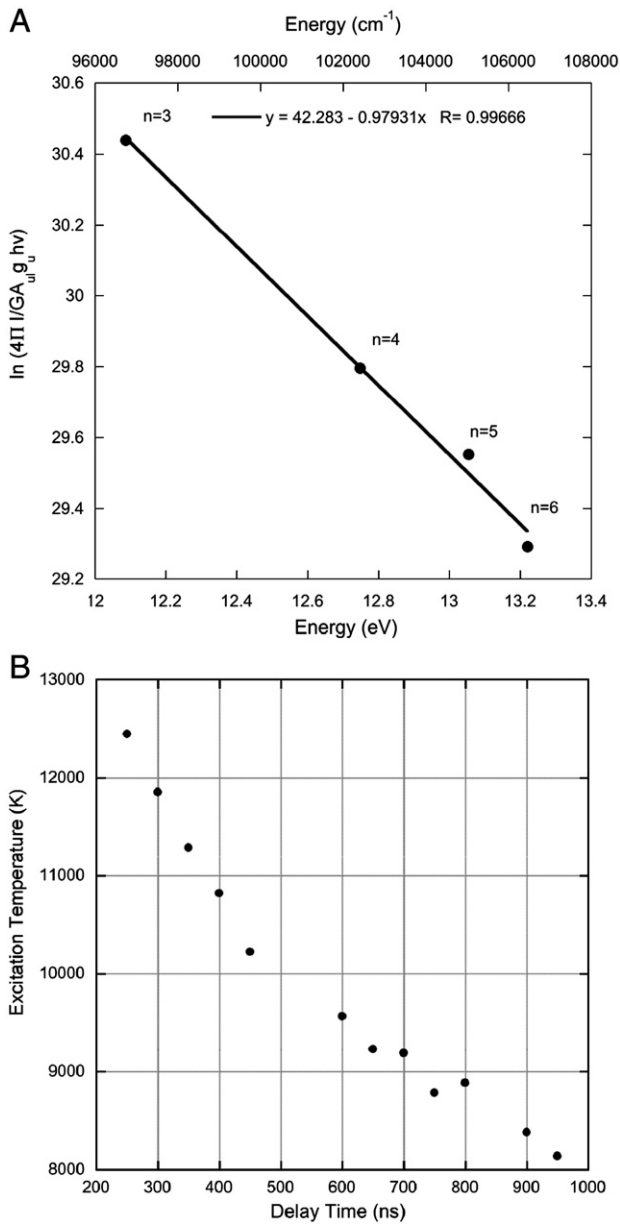 A
Energy (cm⁻¹)
96000 98000 100000 102000 104000 106000 108000
30.6
30.4
30.2
30
29.8
29.6
29.4
29.2
ln (4Π I/GA_ul g_u hν)
n=3
y = 42.283 - 0.97931x R= 0.99666
n=4
n=5
n=6
12 12.2 12.4 12.6 12.8 13 13.2 13.4
Energy (eV)
B
13000
12000
11000
10000
9000
8000
Excitation Temperature (K)
200 300 400 500 600 700 800 900 1000
Delay Time (ns)